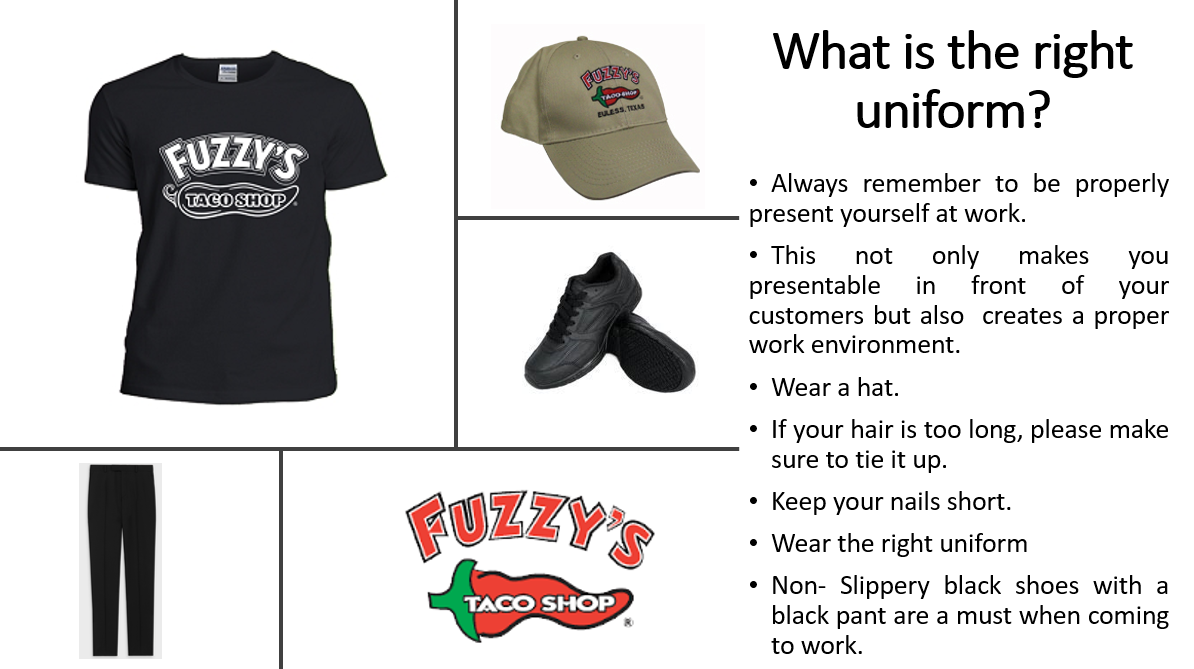 FUZZY'S
TACO SHOP
®
FUZZY'S
TACO SHOP
EULESS, TEXAS
What is the right
uniform?
• Always remember to be properly
present yourself at work.
• This not only makes you
presentable in front of your
customers but also creates a proper
work environment.
• Wear a hat.
• If your hair is too long, please make
sure to tie it up.
• Keep your nails short.
• Wear the right uniform
• Non- Slippery black shoes with a
black pant are a must when coming
to work.
FUZZY'S
TACO SHOP
®